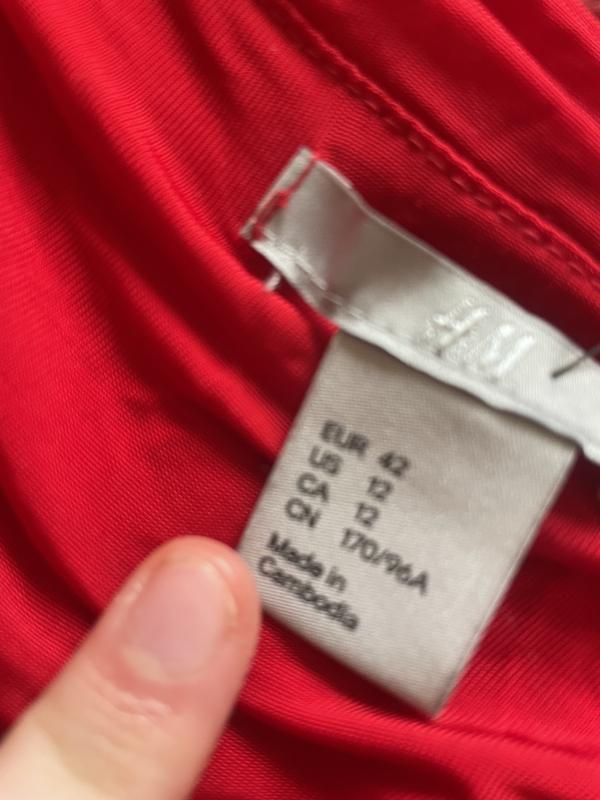 H&M
EUR 42
US 12
CA 12
CN 170/96A
Made in
Cambodia